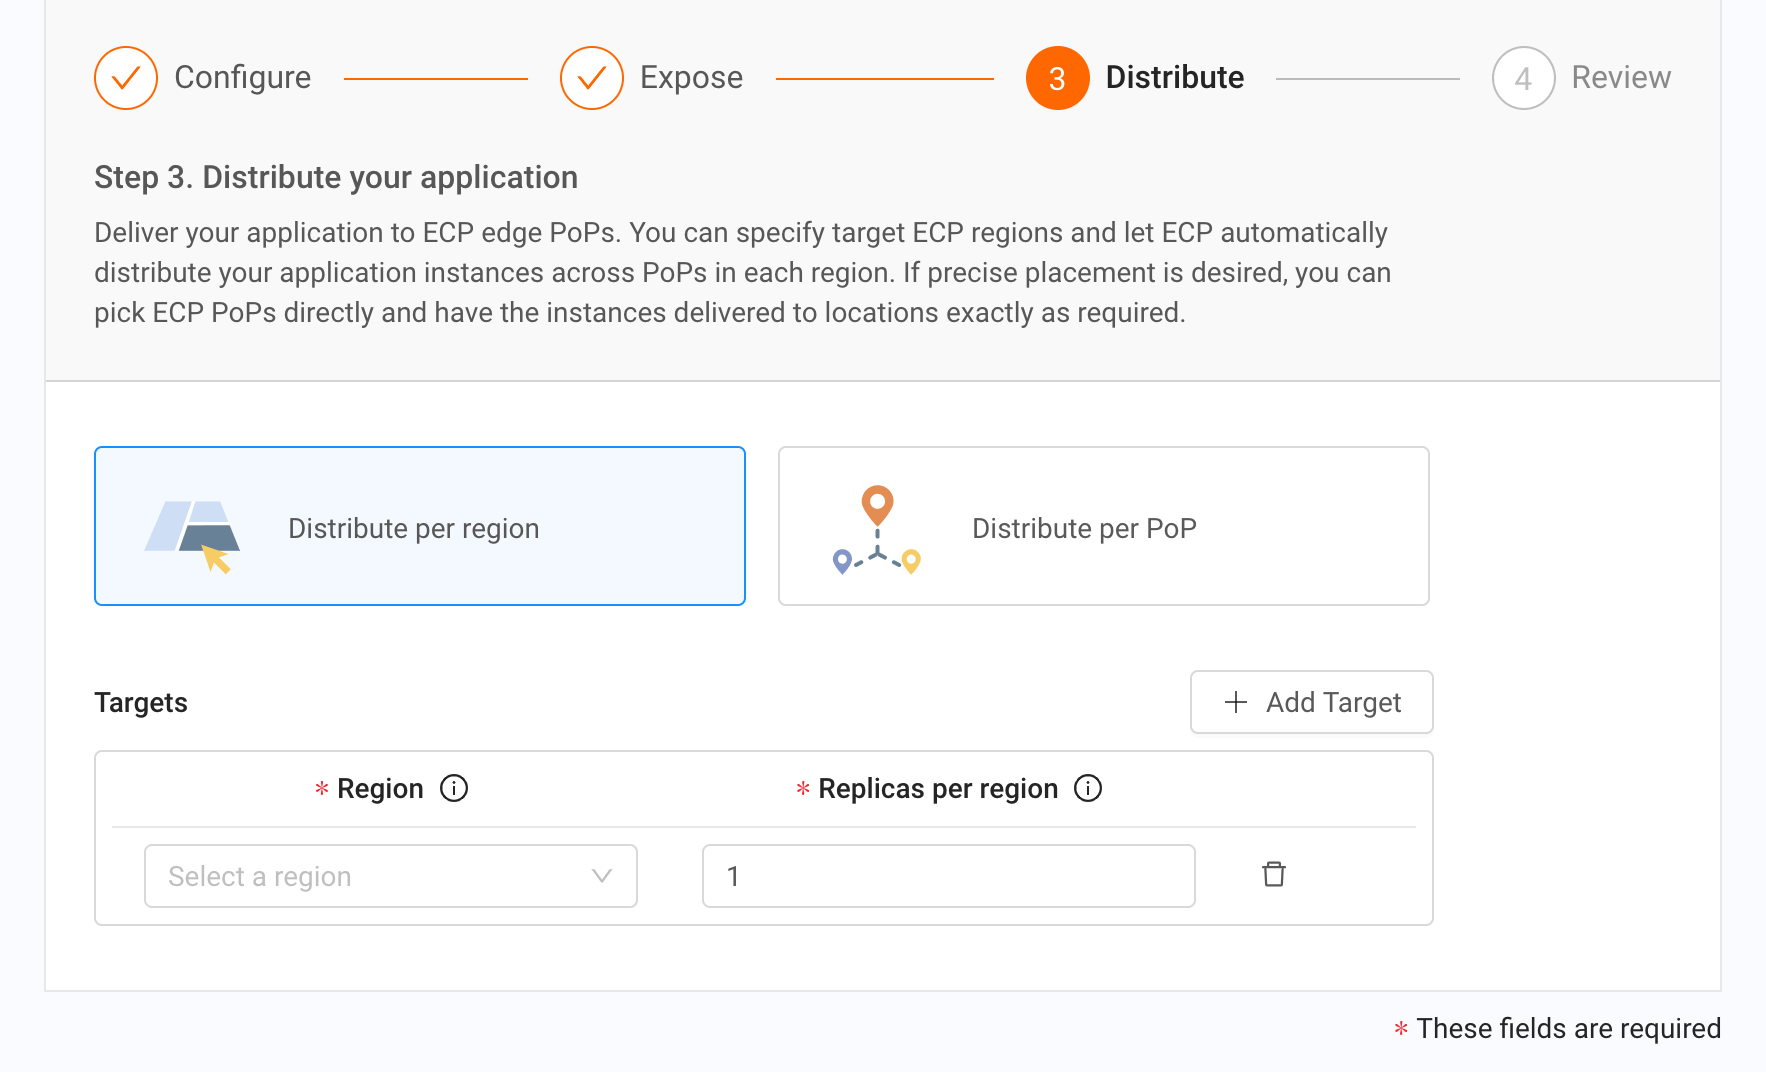 Configure
Expose
3 Distribute
4 Review
Step 3. Distribute your application
Deliver your application to ECP edge PoPs. You can specify target ECP regions and let ECP automatically
distribute your application instances across PoPs in each region. If precise placement is desired, you can
pick ECP PoPs directly and have the instances delivered to locations exactly as required.
Distribute per region
Distribute per PoP
Targets
+ Add Target
* Region
* Replicas per region
Select a region
1
* These fields are required